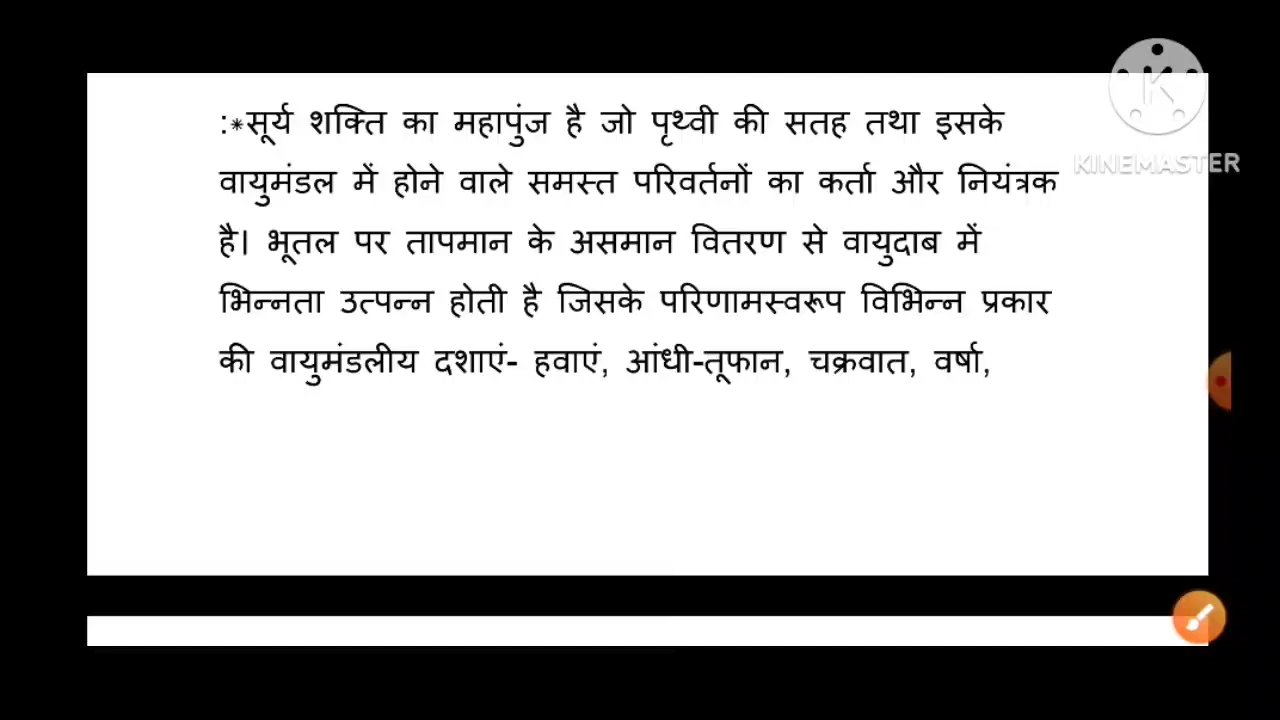 :*सूर्य शक्ति का महापुंज है जो पृथ्वी की सतह तथा इसके
वायुमंडल में होने वाले समस्त परिवर्तनों का कर्ता और नियंत्रक
है। भूतल पर तापमान के असमान वितरण से वायुदाब में
भिन्नता उत्पन्न होती है जिसके परिणामस्वरूप विभिन्न प्रकार
की वायुमंडलीय दशाएं- हवाएं, आंधी-तूफान, चक्रवात, वर्षा,
K
KINEMASTER